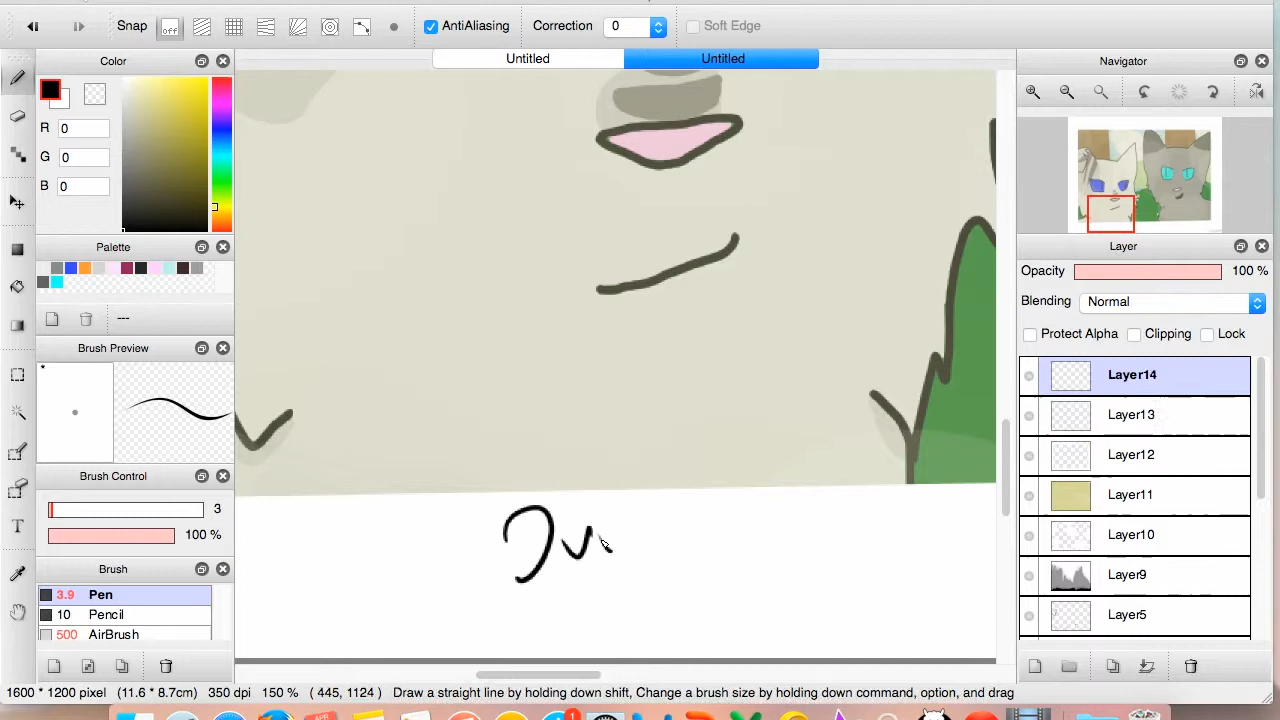 Snap off AntiAliasing Correction 0 Soft Edge
Color Untitled Untitled Navigator
R 0
G 0
B 0
Palette
Layer
Opacity 100 %
Blending Normal
---
Protect Alpha Clipping Lock
Brush Preview
*
Layer14
Layer13
Layer12
Brush Control
Layer11
3
100 %
Layer10
Brush
Layer9
3.9 Pen
10 Pencil
Layer5
500 AirBrush
1600 * 1200 pixel (11.6 * 8.7cm) 350 dpi 150 % ( 445, 1124 ) Draw a straight line by holding down shift, Change a brush size by holding down command, option, and drag
APR 1